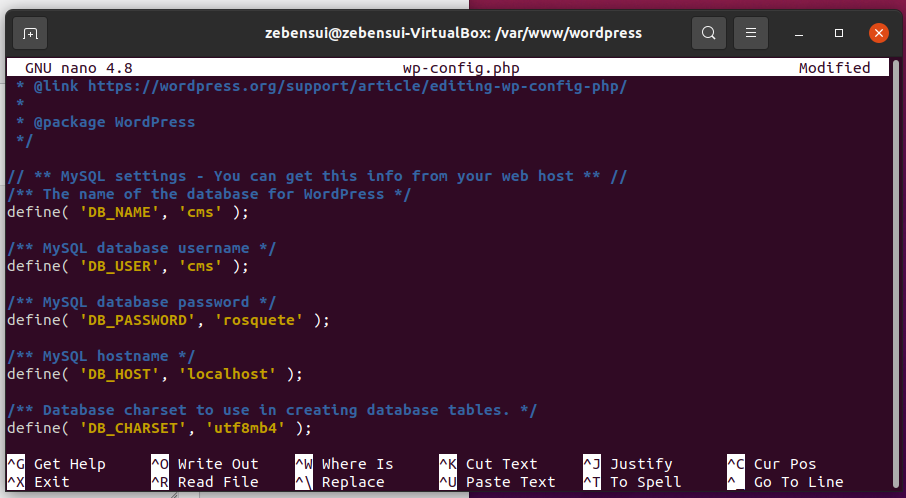 zebensui@zebensui-VirtualBox: /var/www/wordpress
GNU nano 4.8 wp-config.php Modified
* @link https://wordpress.org/support/article/editing-wp-config-php/
*
* @package WordPress
*/
// ** MySQL settings - You can get this info from your web host ** //
/** The name of the database for WordPress */
define( 'DB_NAME', 'cms' );
/** MySQL database username */
define( 'DB_USER', 'cms' );
/** MySQL database password */
define( 'DB_PASSWORD', 'rosquete' );
/** MySQL hostname */
define( 'DB_HOST', 'localhost' );
/** Database charset to use in creating database tables. */
define( 'DB_CHARSET', 'utf8mb4' );
^G Get Help ^O Write Out ^W Where Is ^K Cut Text ^J Justify ^C Cur Pos
^X Exit ^R Read File ^\ Replace ^U Paste Text ^T To Spell ^_ Go To Line